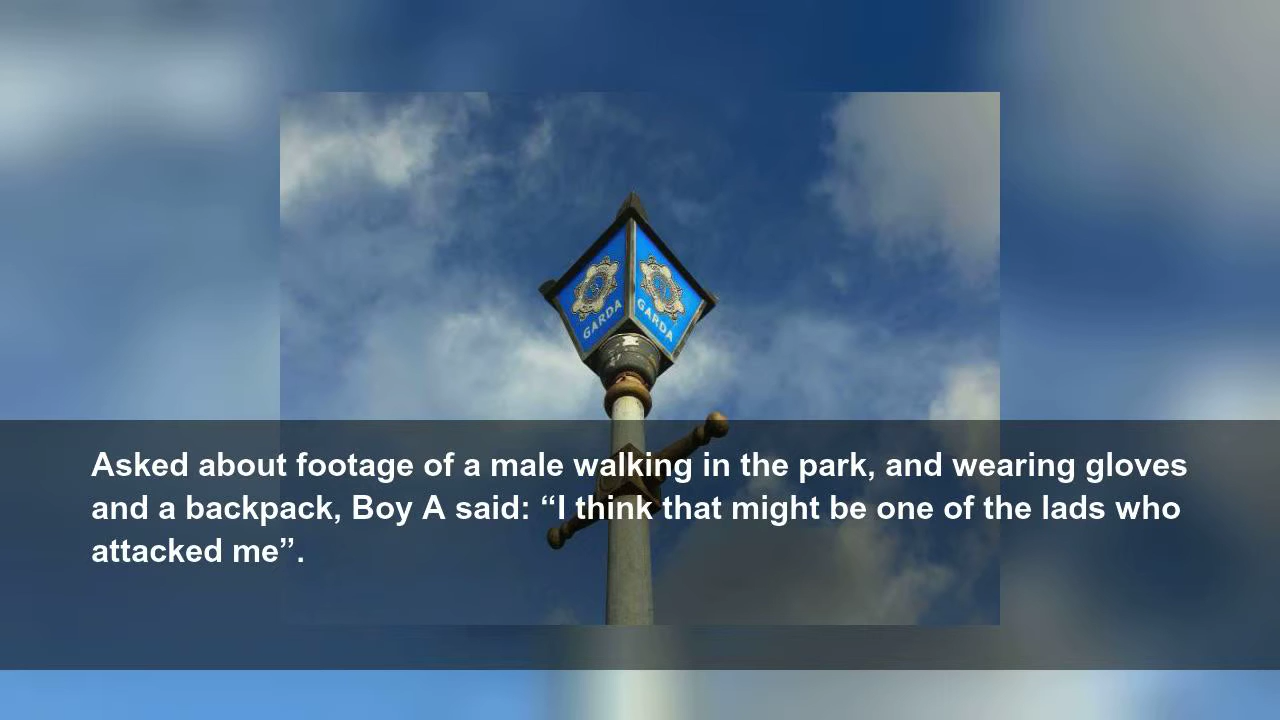 GARDA GARDA
Asked about footage of a male walking in the park, and wearing gloves
and a backpack, Boy A said: “I think that might be one of the lads who
attacked me”.